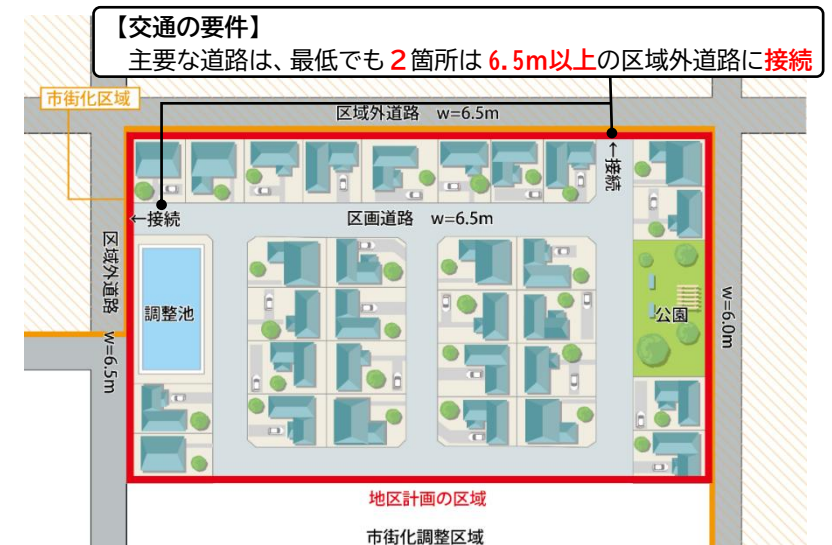 【交通の要件】
主要な道路は、最低でも２箇所は6.5m以上の区域外道路に接続
市街化区域
区域外道路　w=6.5m
←接続
←接続
区画道路　w=6.5m
区域外道路　w=6.5m
調整池
公園
w=6.0m
地区計画の区域
市街化調整区域